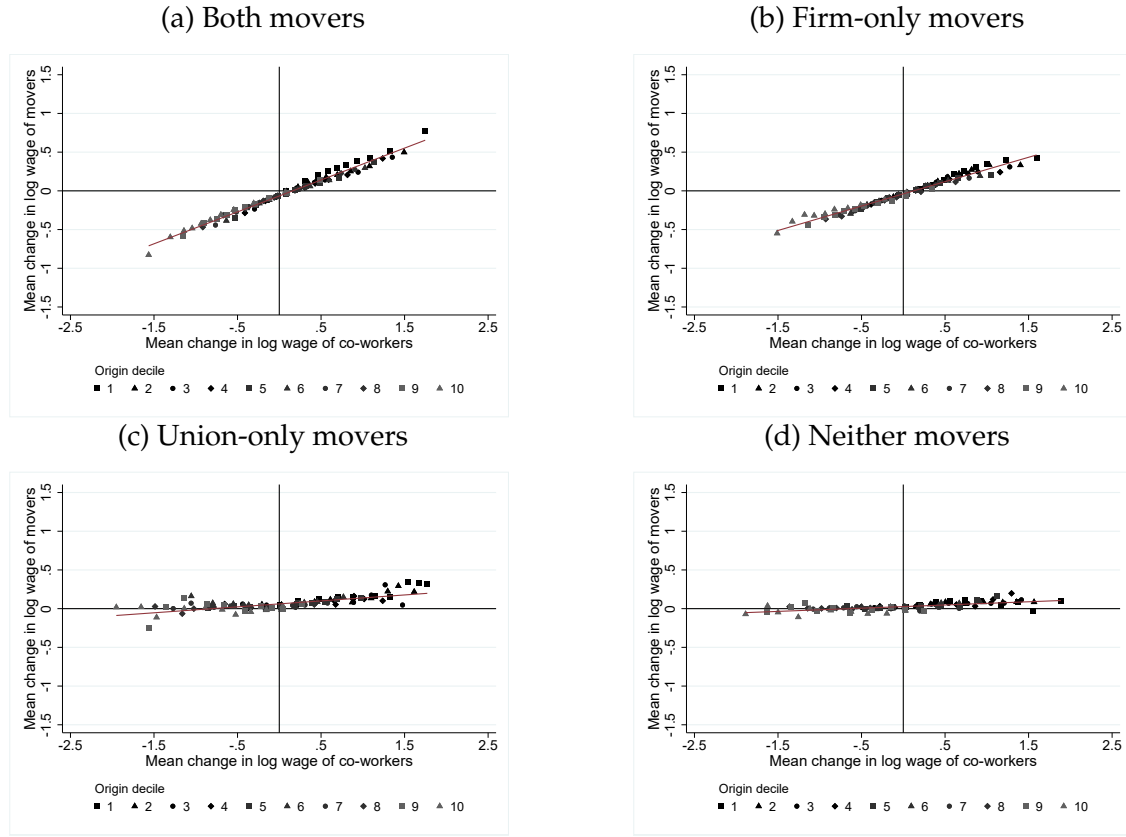 (a) Both movers
Mean change in log wage of movers
1.5
1
.5
0
-.5
-1
-1.5
-2.5 -1.5 -.5 .5 1.5 2.5
Mean change in log wage of co-workers
Origin decile
1 2 3 4 5 6 7 8 9 10
(b) Firm-only movers
Mean change in log wage of movers
1.5
1
.5
0
-.5
-1
-1.5
-2.5 -1.5 -.5 .5 1.5 2.5
Mean change in log wage of co-workers
Origin decile
1 2 3 4 5 6 7 8 9 10
(c) Union-only movers
Mean change in log wage of movers
1.5
1
.5
0
-.5
-1
-1.5
-2.5 -1.5 -.5 .5 1.5 2.5
Mean change in log wage of co-workers
Origin decile
1 2 3 4 5 6 7 8 9 10
(d) Neither movers
Mean change in log wage of movers
1.5
1
.5
0
-.5
-1
-1.5
-2.5 -1.5 -.5 .5 1.5 2.5
Mean change in log wage of co-workers
Origin decile
1 2 3 4 5 6 7 8 9 10